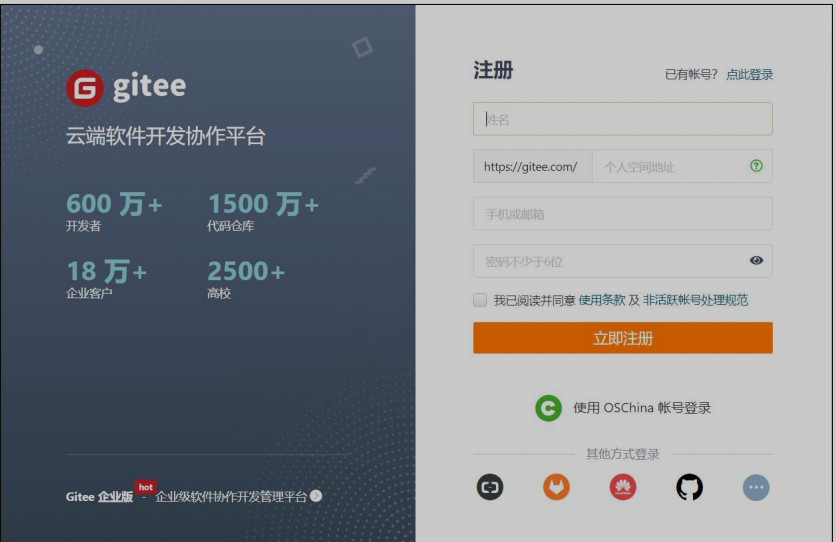 gitee
云端软件开发协作平台
600 万+
1500 万+
开发者
代码仓库
18 万+
2500+
企业客户
高校
Gitee 企业版 hot - 企业级软件协作开发管理平台
注册
已有帐号? 点此登录
姓名
https://gitee.com/ 个人空间地址
手机或邮箱
密码不少于6位
我已阅读并同意 使用条款 及 非活跃帐号处理规范
立即注册
使用 OSChina 帐号登录
其他方式登录